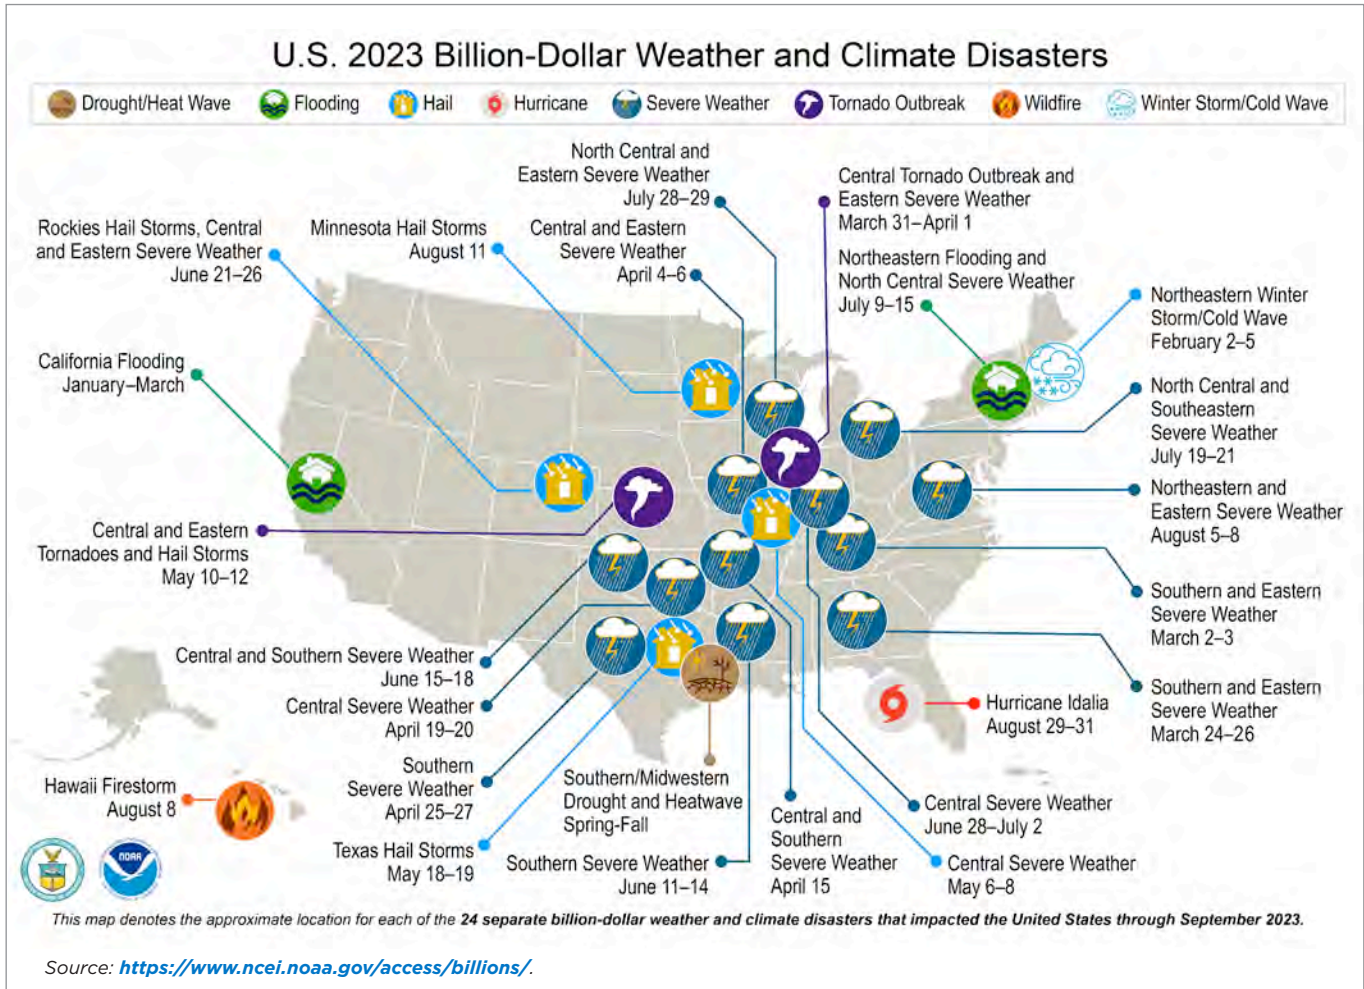 U.S. 2023 Billion-Dollar Weather and Climate Disasters
Drought/Heat Wave
Flooding
Hail
Hurricane
Severe Weather
Tornado Outbreak
Wildfire
Winter Storm/Cold Wave
North Central and
Eastern Severe Weather
July 28–29
Central Tornado Outbreak and
Eastern Severe Weather
March 31–April 1
Rockies Hail Storms, Central
and Eastern Severe Weather
June 21–26
Minnesota Hail Storms
August 11
Central and Eastern
Severe Weather
April 4–6
Northeastern Flooding and
North Central Severe Weather
July 9–15
Northeastern Winter
Storm/Cold Wave
February 2–5
California Flooding
January–March
North Central and
Southeastern
Severe Weather
July 19–21
Northeastern and
Eastern Severe Weather
August 5–8
Central and Eastern
Tornadoes and Hail Storms
May 10–12
Southern and Eastern
Severe Weather
March 2–3
Central and Southern Severe Weather
June 15–18
Southern and Eastern
Severe Weather
March 24–26
Central Severe Weather
April 19–20
Hurricane Idalia
August 29–31
Southern
Severe Weather
April 25–27
Southern/Midwestern
Drought and Heatwave
Spring-Fall
Hawaii Firestorm
August 8
Central and
Southern
Severe Weather
April 15
Central Severe Weather
June 28–July 2
Texas Hail Storms
May 18–19
Southern Severe Weather
June 11–14
Central Severe Weather
May 6–8
NOAA
This map denotes the approximate location for each of the 24 separate billion-dollar weather and climate disasters that impacted the United States through September 2023.
Source: https://www.ncei.noaa.gov/access/billions/.